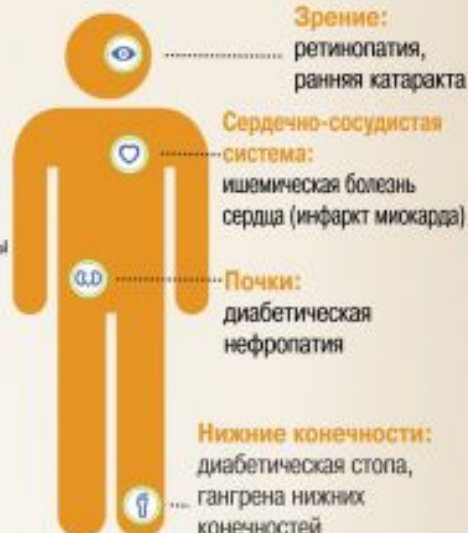 Зрение:
ретинопатия,
ранняя катаракта
Сердечно-сосудистая
система:
ишемическая болезнь
сердца (инфаркт миокарда)
ы
Почки:
диабетическая
нефропатия
Нижние конечности:
диабетическая стопа,
гангрена нижних
конечностей